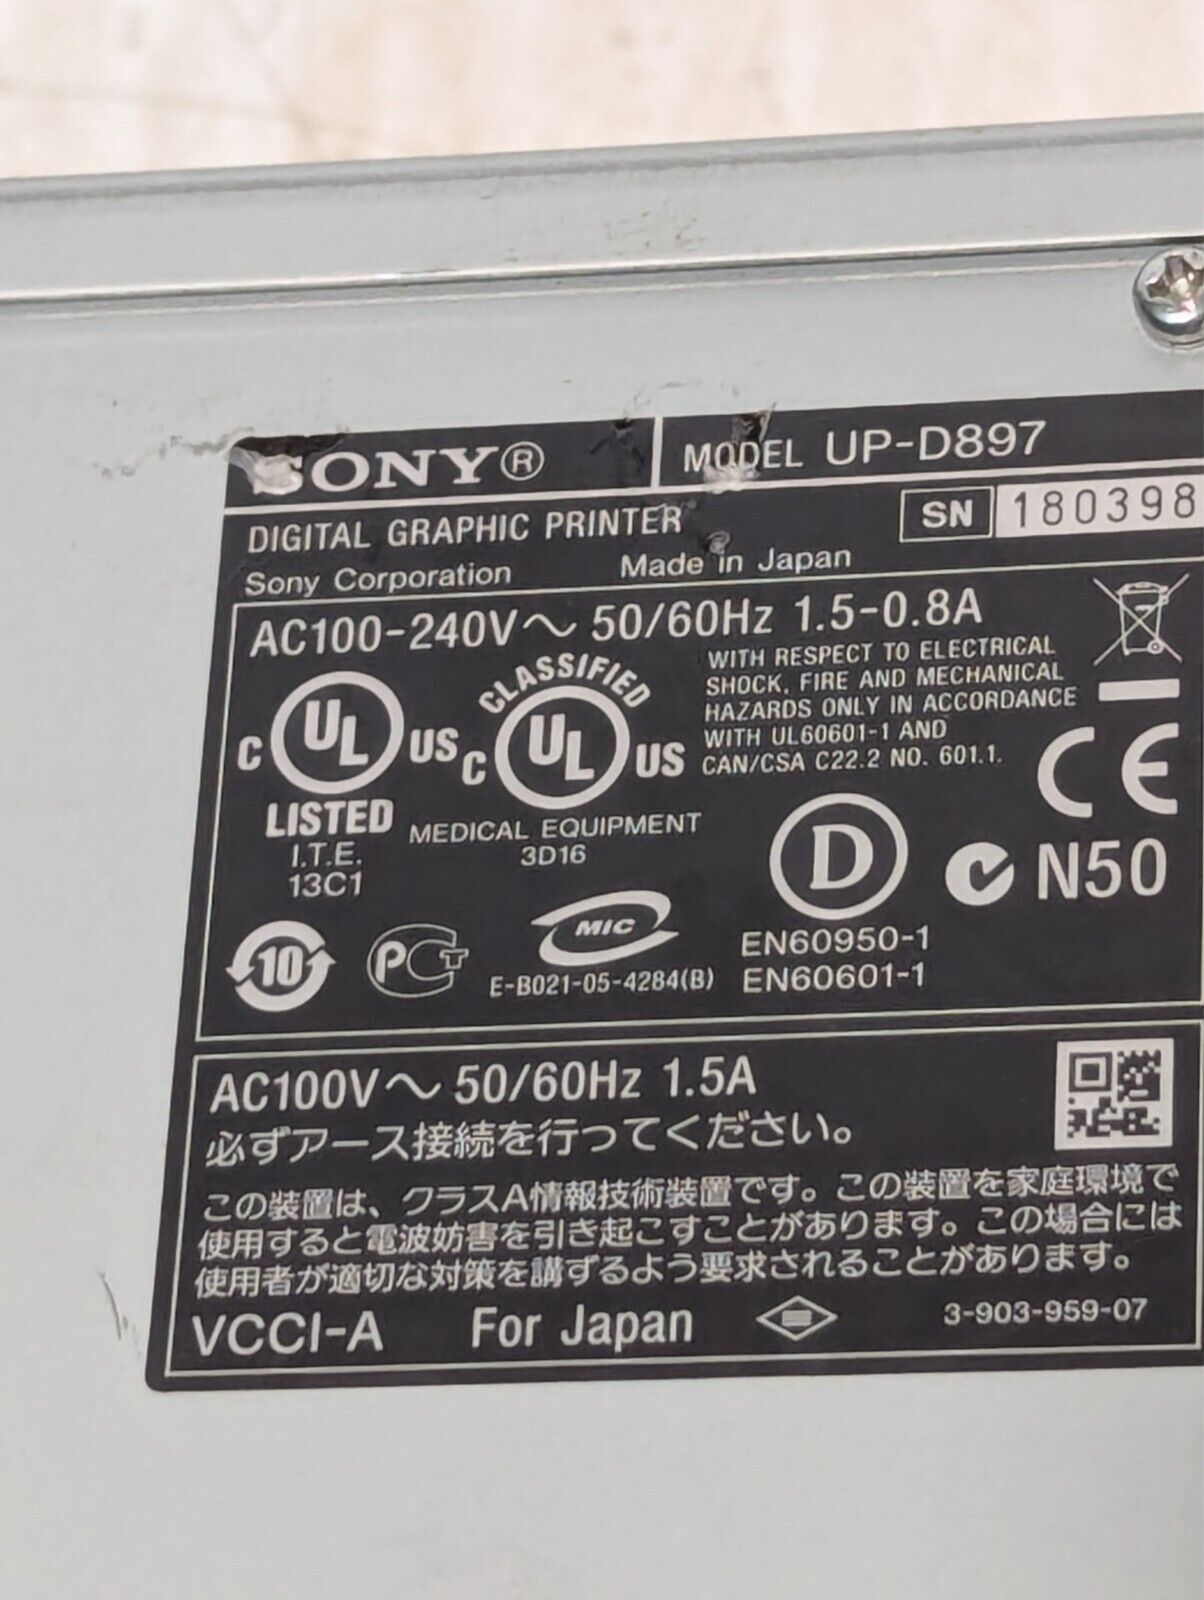 SONY®
MODEL UP-D897
DIGITAL GRAPHIC PRINTER
SN 180398
Sony Corporation Made in Japan
AC100-240V～ 50/60Hz 1.5-0.8A
C UL US
LISTED
I.T.E.
13C1
CLASSIFIED
C UL US
MEDICAL EQUIPMENT
3D16
WITH RESPECT TO ELECTRICAL
SHOCK, FIRE AND MECHANICAL
HAZARDS ONLY IN ACCORDANCE
WITH UL60601-1 AND
CAN/CSA C22.2 NO. 601.1.
CE
D
N50
10
PCT
MIC
E-B021-05-4284(B)
EN60950-1
EN60601-1
AC100V～ 50/60Hz 1.5A
必ずアース接続を行ってください。
この装置は、クラスA情報技術装置です。この装置を家庭環境で
使用すると電波妨害を引き起こすことがあります。この場合には
使用者が適切な対策を講ずるよう要求されることがあります。
VCCI-A For Japan 3-903-959-07